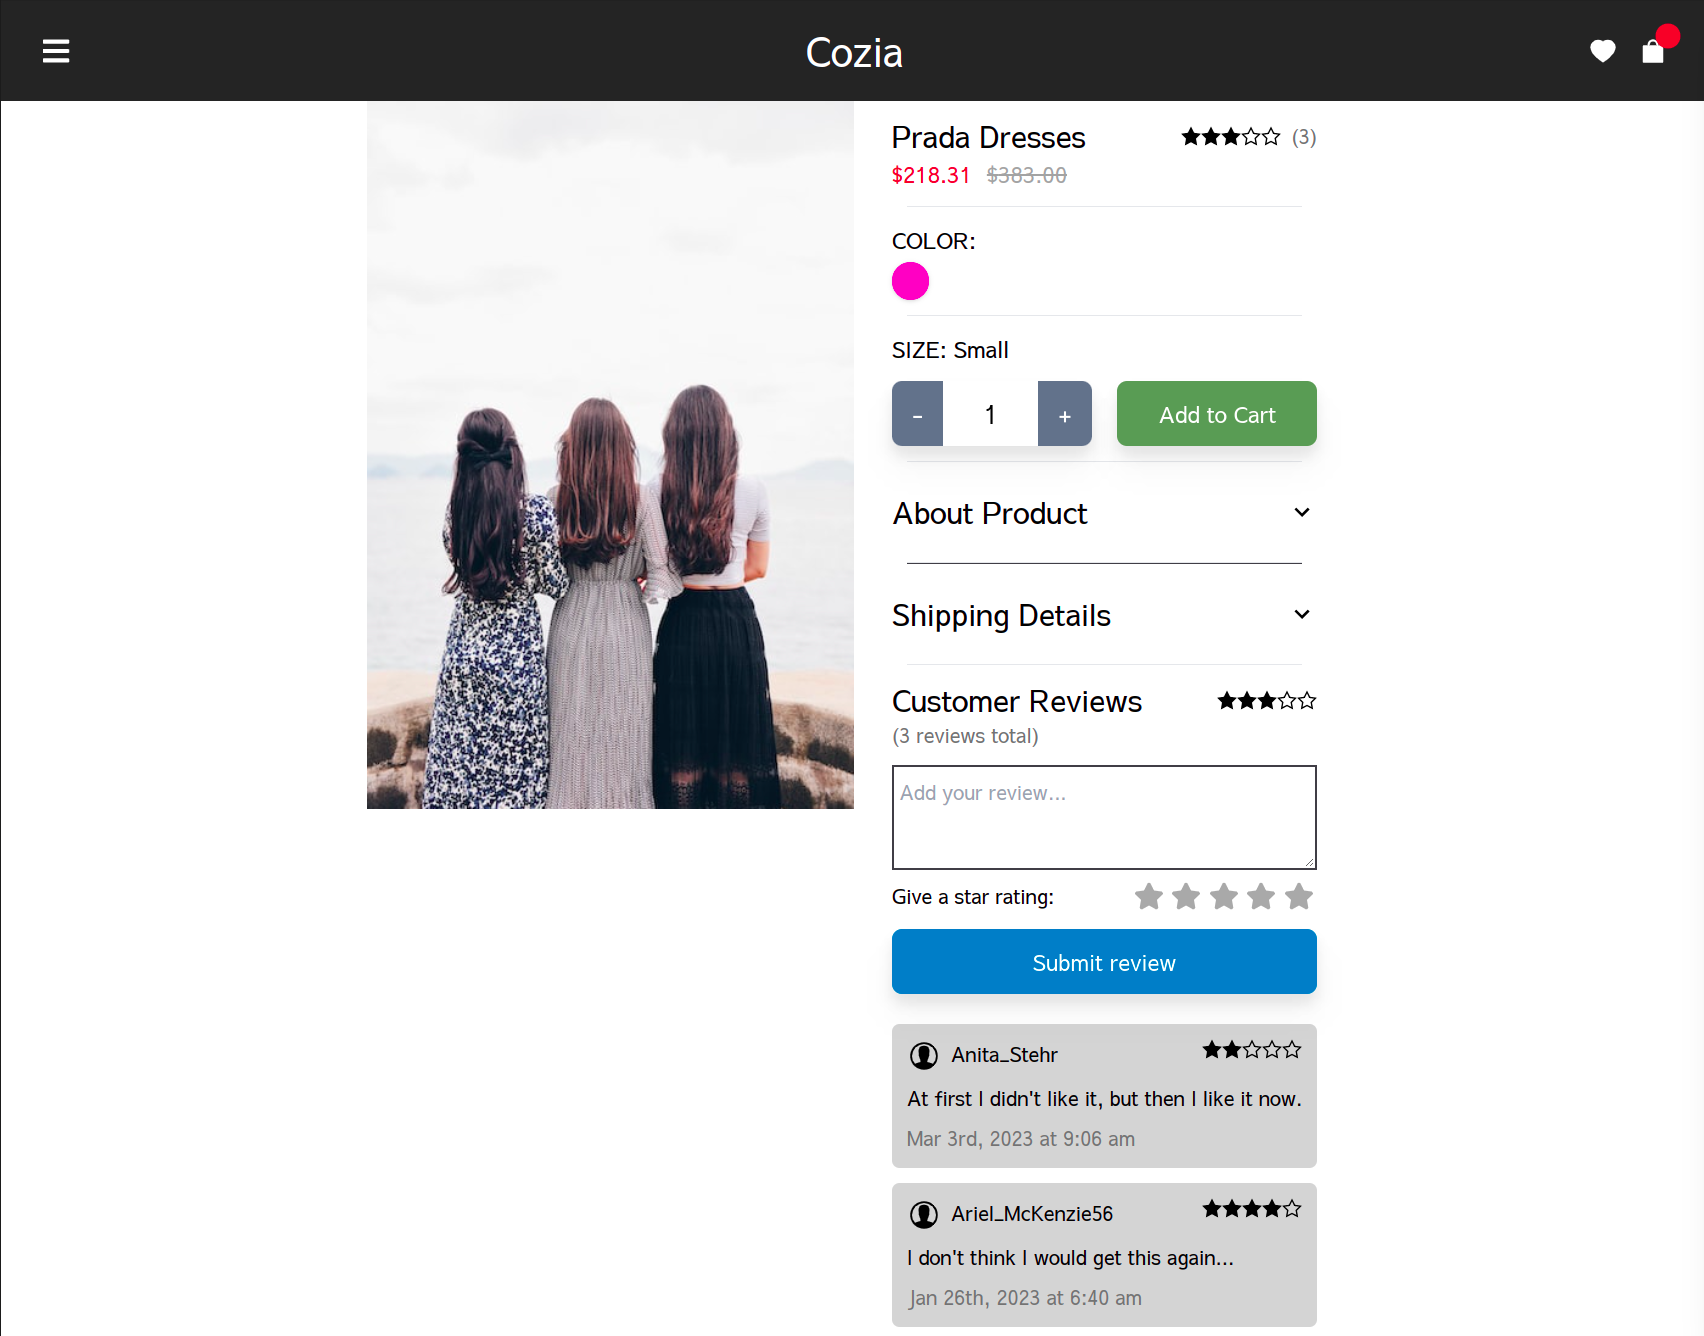 Cozia
Prada Dresses (3)
$218.31 $383.00
COLOR:
SIZE: Small
- 1 + Add to Cart
About Product
Shipping Details
Customer Reviews
(3 reviews total)
Add your review...
Give a star rating:
Submit review
Anita_Stehr
At first I didn't like it, but then I like it now.
Mar 3rd, 2023 at 9:06 am
Ariel_McKenzie56
I don't think I would get this again...
Jan 26th, 2023 at 6:40 am